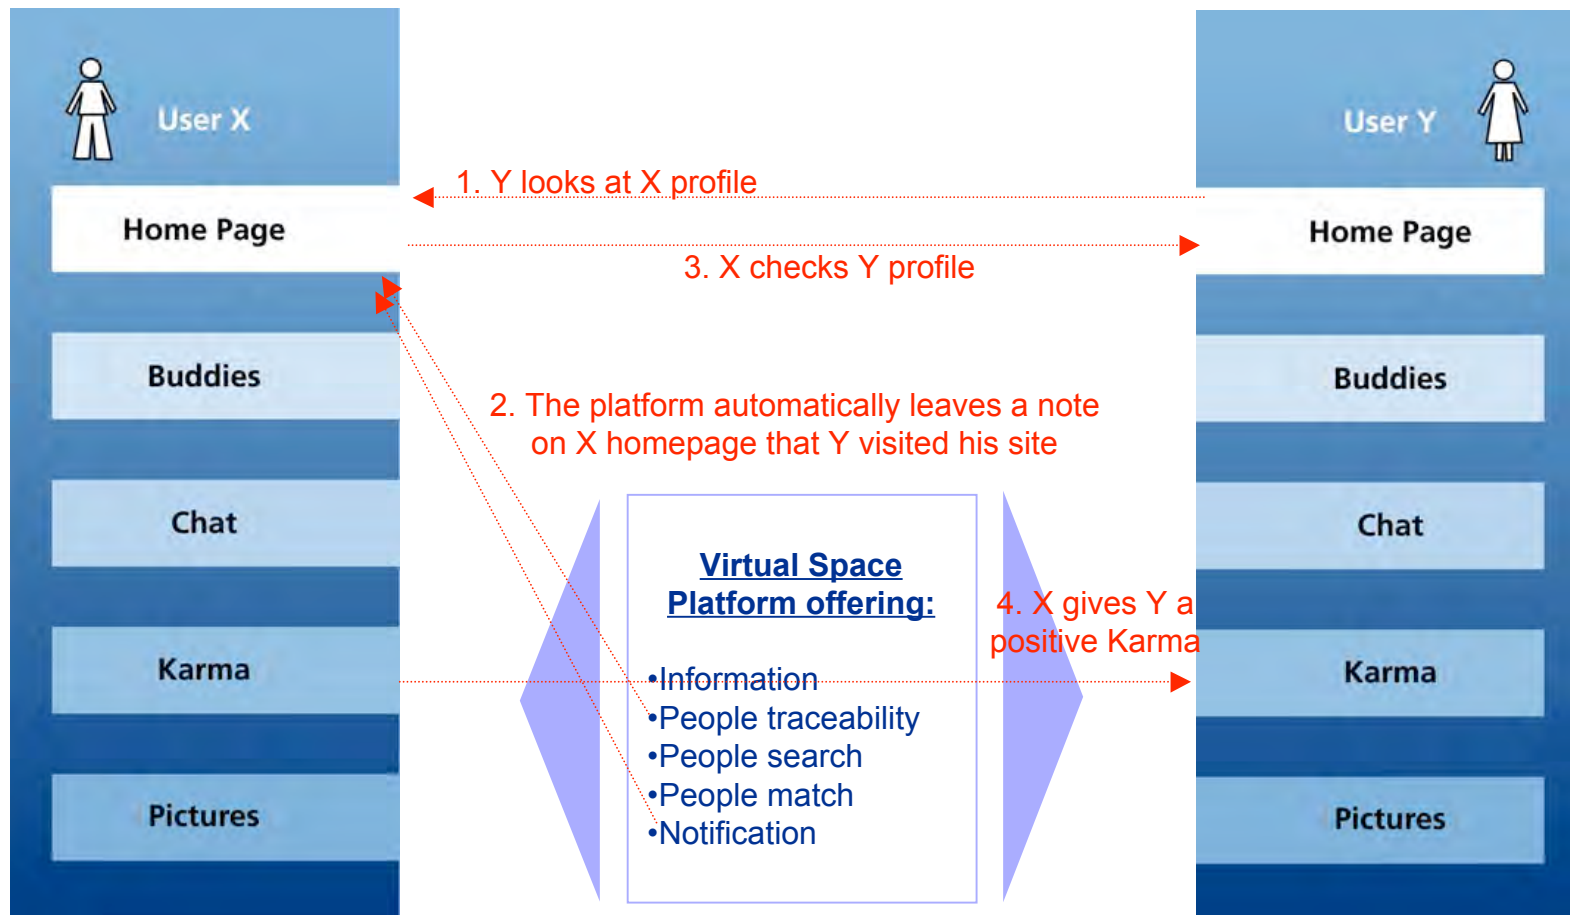 User X
Home Page
Buddies
Chat
Karma
Pictures
1. Y looks at X profile
3. X checks Y profile
2. The platform automatically leaves a note
on X homepage that Y visited his site
Virtual Space
Platform offering:
•Information
•People traceability
•People search
•People match
•Notification
4. X gives Y a
positive Karma
User Y
Home Page
Buddies
Chat
Karma
Pictures